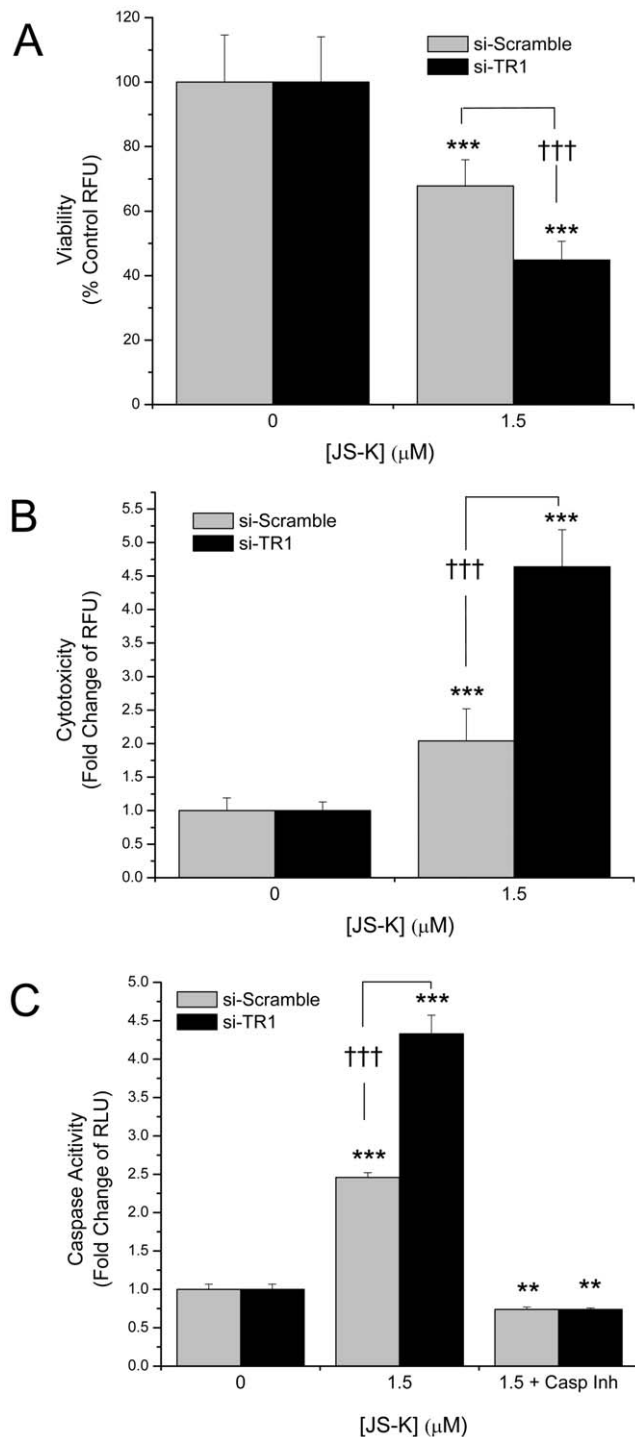 A
120
100
80
60
40
20
0
Viability
(% Control RFU)
si-Scramble
si-TR1
***
†††
***
0
1.5
[JS-K] (μM)
B
5.5
5.0
4.5
4.0
3.5
3.0
2.5
2.0
1.5
1.0
0.5
0.0
Cytotoxicity
(Fold Change of RFU)
si-Scramble
si-TR1
***
†††
***
0
1.5
[JS-K] (μM)
C
5.0
4.5
4.0
3.5
3.0
2.5
2.0
1.5
1.0
0.5
0.0
Caspase Acitivity
(Fold Change of RLU)
si-Scramble
si-TR1
***
†††
***
**
**
0
1.5
1.5 + Casp Inh
[JS-K] (μM)